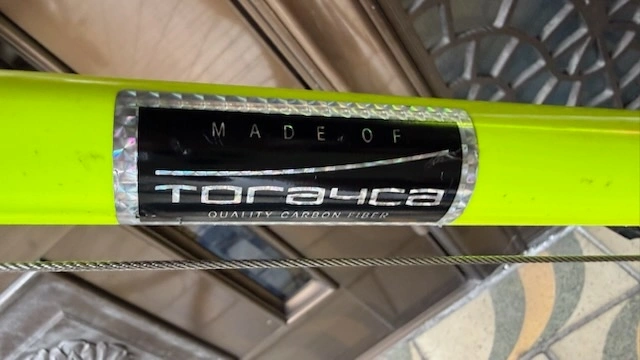 MADE OF
TORAYCA
QUALITY CARBON FIBER